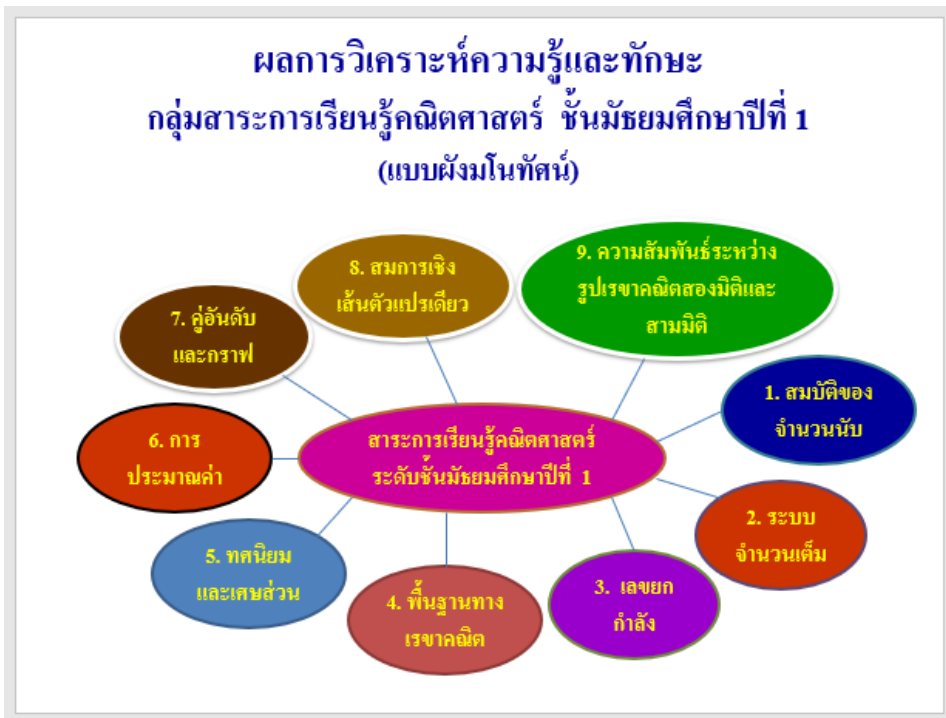 ผลการวิเคราะห์ความรู้และทักษะ
กลุ่มสาระการเรียนรู้คณิตศาสตร์ ชั้นมัธยมศึกษาปีที่ 1
(แบบผังมโนทัศน์)
สาระการเรียนรู้คณิตศาสตร์
ระดับชั้นมัธยมศึกษาปีที่ 1
1. สมบัติของ
จำนวนนับ
2. ระบบ
จำนวนเต็ม
3. เลขยก
กำลัง
4. พื้นฐานทาง
เรขาคณิต
5. ทศนิยม
และเศษส่วน
6. การ
ประมาณค่า
7. คู่อันดับ
และกราฟ
8. สมการเชิง
เส้นตัวแปรเดียว
9. ความสัมพันธ์ระหว่าง
รูปเรขาคณิตสองมิติและ
สามมิติ